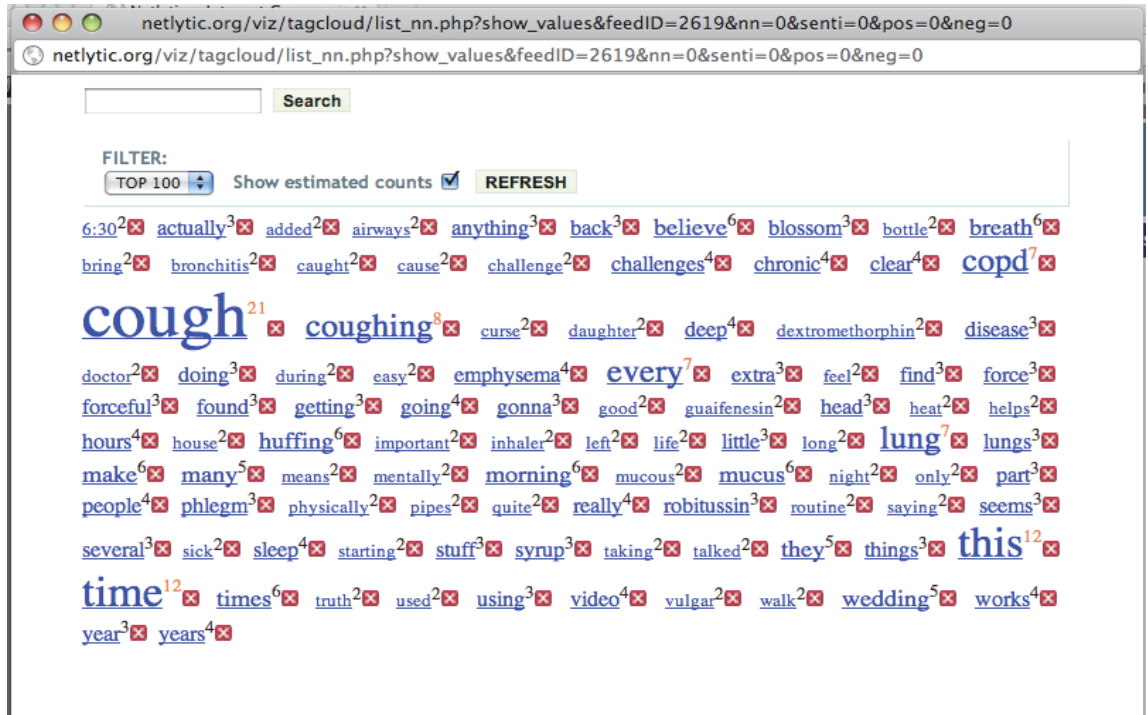 netlytic.org/viz/tagcloud/list_nn.php?show_values&feedID=2619&nn=0&senti=0&pos=0&neg=0
netlytic.org/viz/tagcloud/list_nn.php?show_values&feedID=2619&nn=0&senti=0&pos=0&neg=0
Search
FILTER:
TOP 100 Show estimated counts REFRESH
6:30 2 actually 3 added 2 airways 2 anything 3 back 3 believe 6 blossom 3 bottle 2 breath 6
bring 2 bronchitis 2 caught 2 cause 2 challenge 2 challenges 4 chronic 4 clear 4 copd 7
cough 21 coughing 8 curse 2 daughter 2 deep 4 dextromethorphin 2 disease 3
doctor 2 doing 3 during 2 easy 2 emphysema 4 every 7 extra 3 feel 2 find 3 force 3
forceful 3 found 3 getting 3 going 4 gonna 3 good 2 guaifenesin 2 head 3 heat 2 helps 2
hours 4 house 2 huffing 6 important 2 inhaler 2 left 2 life 2 little 3 long 2 lung 7 lungs 3
make 6 many 5 means 2 mentally 2 morning 6 mucous 2 mucus 6 night 2 only 2 part 3
people 4 phlegm 3 physically 2 pipes 2 quite 2 really 4 robitussin 3 routine 2 saying 2 seems 3
several 3 sick 2 sleep 4 starting 2 stuff 3 syrup 3 taking 2 talked 2 they 5 things 3 this 12
time 12 times 6 truth 2 used 2 using 3 video 4 vulgar 2 walk 2 wedding 5 works 4
year 3 years 4